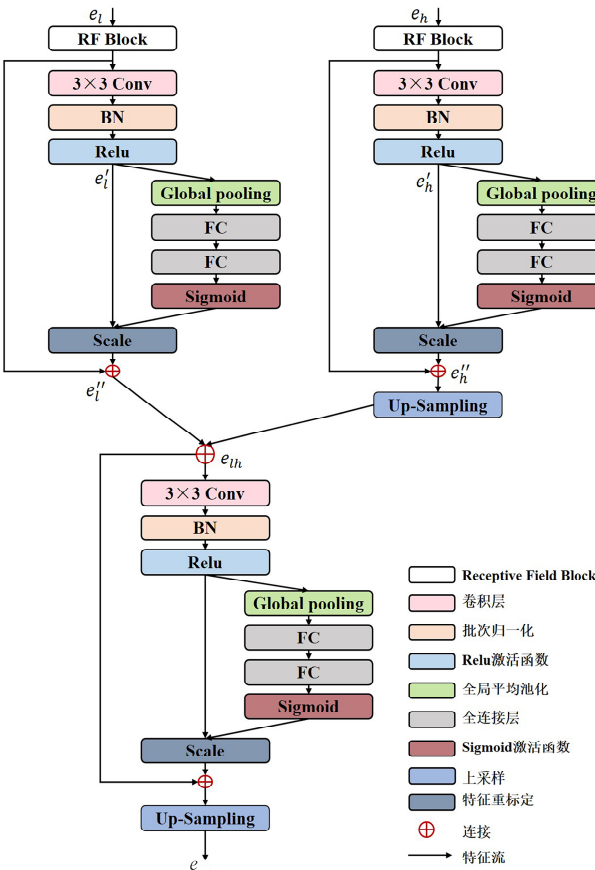 e_l
RF Block
3×3 Conv
BN
Relu
e_l′
Global pooling
FC
FC
Sigmoid
Scale
e_l″
e_h
RF Block
3×3 Conv
BN
Relu
e_h′
Global pooling
FC
FC
Sigmoid
Scale
e_h″
Up-Sampling
e_lh
3×3 Conv
BN
Relu
Global pooling
FC
FC
Sigmoid
Scale
Up-Sampling
e
Receptive Field Block
卷积层
批次归一化
Relu激活函数
全局平均池化
全连接层
Sigmoid激活函数
上采样
特征重标定
连接
特征流